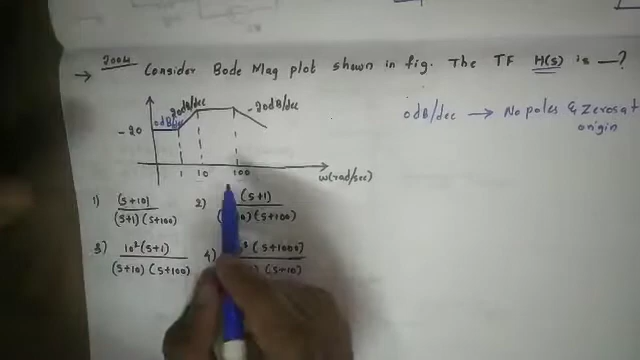 → 2004 Consider Bode Mag plot shown in fig. The TF H(s) is —?
0dB/dec → No poles & Zeros at
origin
20dB/dec
-20dB/dec
0dB/dec
-20
1 10 100
ω(rad/sec)
1) (s+10) / (s+1)(s+100)
2) (s+1) / (s+100)
3) 10²(s+1) / (s+10)(s+100)
4) (s+1000) / (s+10)